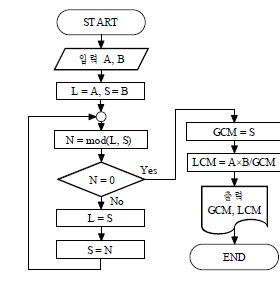 START
입력 A, B
L = A, S = B
N = mod(L, S)
N = 0
Yes
No
L = S
S = N
GCM = S
LCM = A×B/GCM
출력
GCM, LCM
END